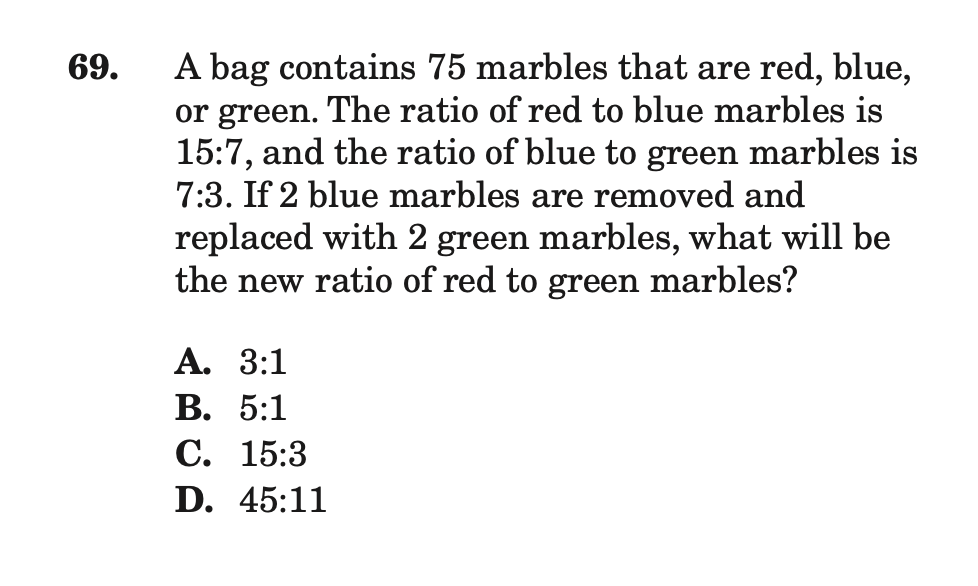 69. A bag contains 75 marbles that are red, blue,
or green. The ratio of red to blue marbles is
15:7, and the ratio of blue to green marbles is
7:3. If 2 blue marbles are removed and
replaced with 2 green marbles, what will be
the new ratio of red to green marbles?
A. 3:1
B. 5:1
C. 15:3
D. 45:11